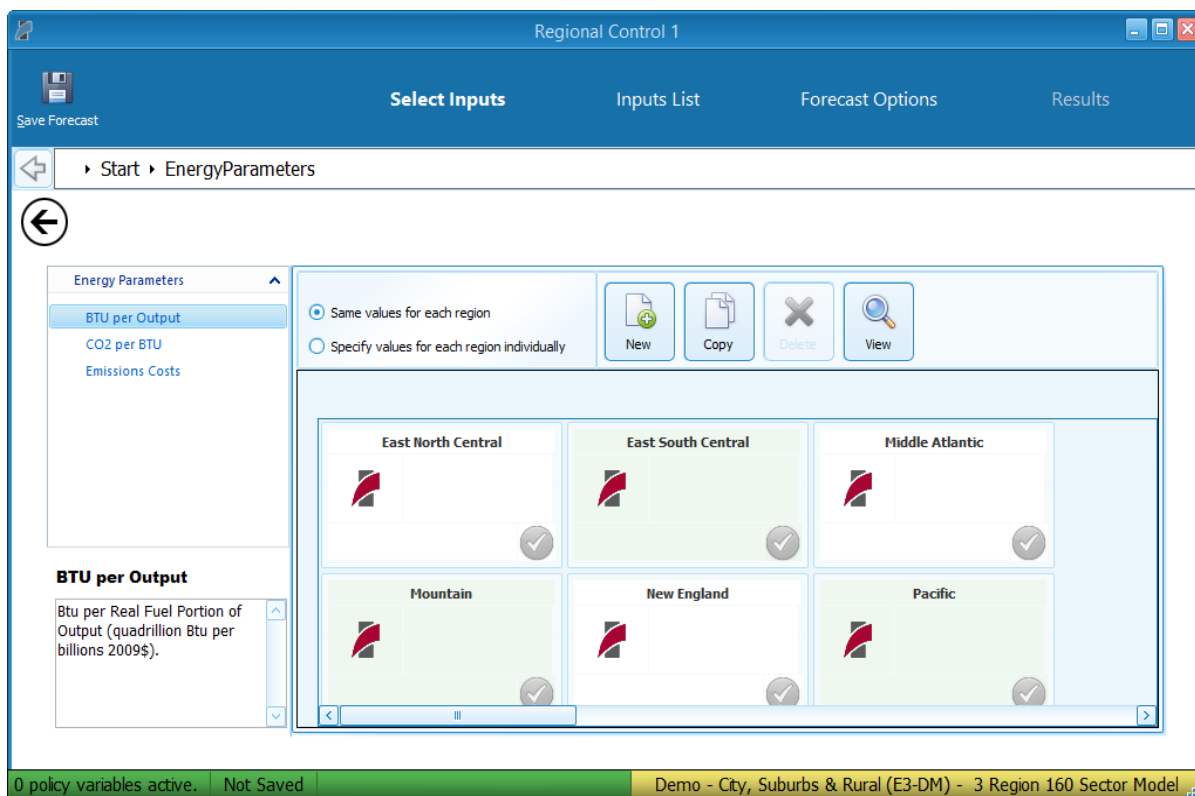 Regional Control 1
Save Forecast
Select Inputs
Inputs List
Forecast Options
Results
Start
EnergyParameters
Energy Parameters
BTU per Output
CO2 per BTU
Emissions Costs
Same values for each region
Specify values for each region individually
New
Copy
Delete
View
East North Central
East South Central
Middle Atlantic
Mountain
New England
Pacific
BTU per Output
Btu per Real Fuel Portion of
Output (quadrillion Btu per
billions 2009$).
0 policy variables active.
Not Saved
Demo - City, Suburbs & Rural (E3-DM) - 3 Region 160 Sector Model